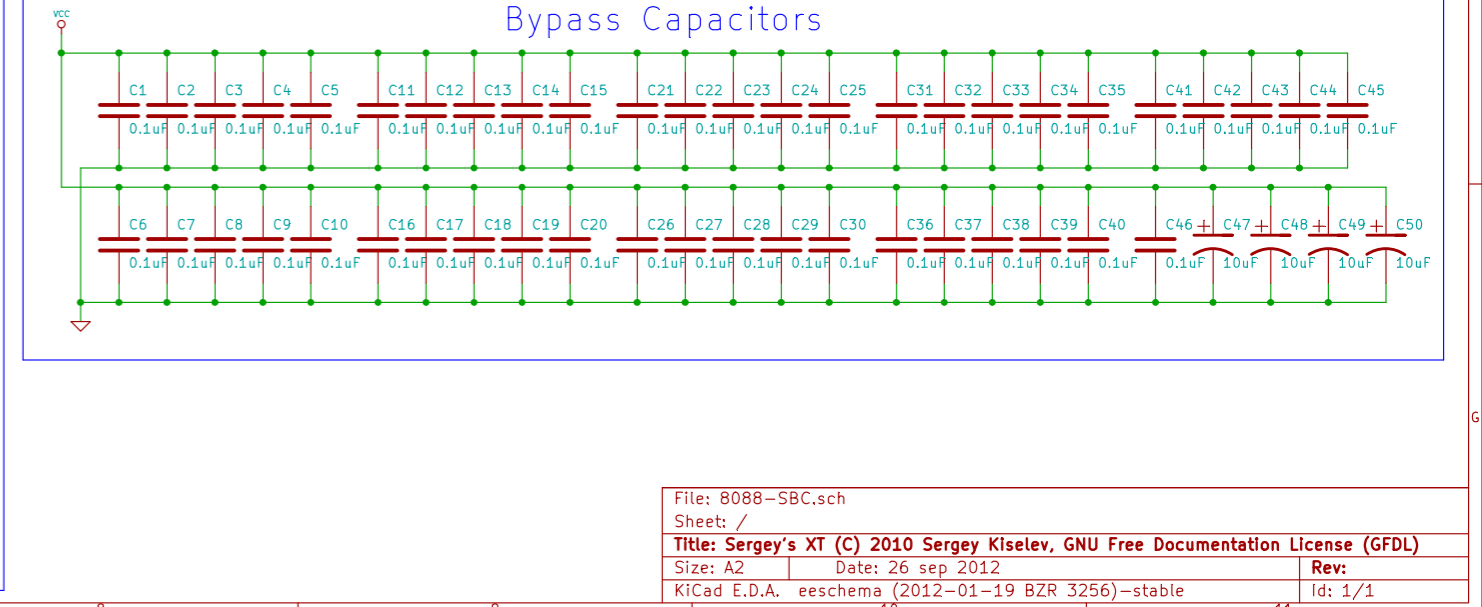 VCC
Bypass Capacitors
C1 C2 C3 C4 C5 C11 C12 C13 C14 C15 C21 C22 C23 C24 C25 C31 C32 C33 C34 C35 C41 C42 C43 C44 C45
0.1uF 0.1uF 0.1uF 0.1uF 0.1uF 0.1uF 0.1uF 0.1uF 0.1uF 0.1uF 0.1uF 0.1uF 0.1uF 0.1uF 0.1uF 0.1uF 0.1uF 0.1uF 0.1uF 0.1uF 0.1uF 0.1uF 0.1uF 0.1uF 0.1uF
C6 C7 C8 C9 C10 C16 C17 C18 C19 C20 C26 C27 C28 C29 C30 C36 C37 C38 C39 C40 C46 C47 C48 C49 C50
0.1uF 0.1uF 0.1uF 0.1uF 0.1uF 0.1uF 0.1uF 0.1uF 0.1uF 0.1uF 0.1uF 0.1uF 0.1uF 0.1uF 0.1uF 0.1uF 0.1uF 0.1uF 0.1uF 0.1uF 0.1uF 10uF 10uF 10uF 10uF
G
File: 8088-SBC.sch
Sheet: /
Title: Sergey's XT (C) 2010 Sergey Kiselev, GNU Free Documentation License (GFDL)
Size: A2 Date: 26 sep 2012 Rev:
KiCad E.D.A. eeschema (2012-01-19 BZR 3256)-stable Id: 1/1